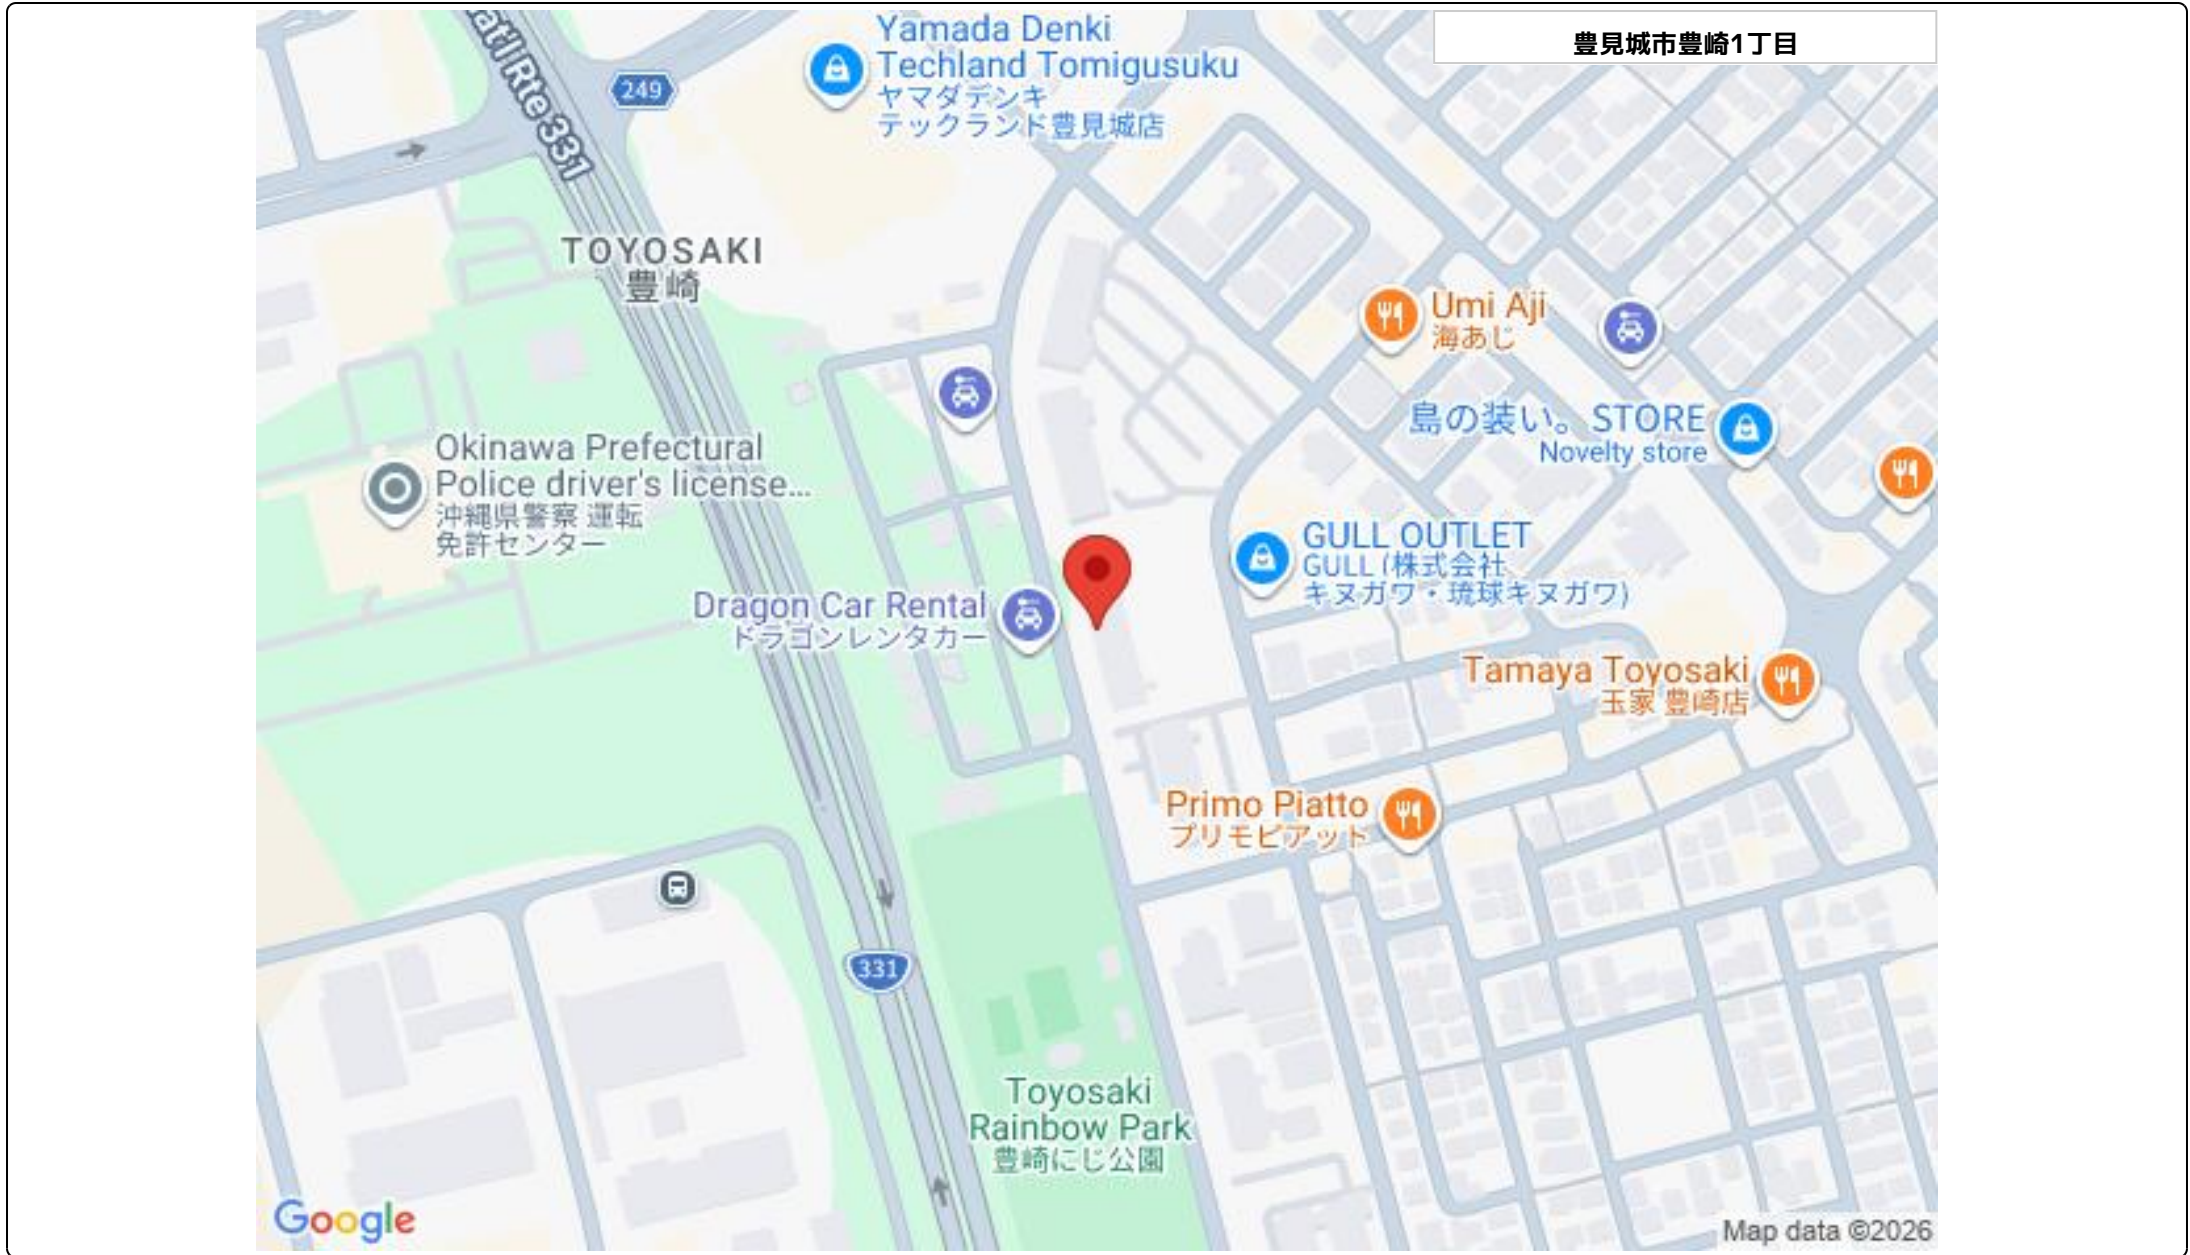 Yamada Denki
Techland Tomigusuku
ヤマダデンキ
テックランド豊見城店
豊見城市豊崎1丁目
249
at'l Rte 331
TOYOSAKI
豊崎
Umi Aji
海あじ
島の装い。STORE
Novelty store
Okinawa Prefectural
Police driver's license...
沖縄県警察 運転
免許センター
GULL OUTLET
GULL (株式会社
キヌガワ・琉球キヌガワ)
Dragon Car Rental
ドラゴンレンタカー
Tamaya Toyosaki
玉家 豊崎店
Primo Piatto
プリモピアット
331
Toyosaki
Rainbow Park
豊崎にじ公園
Google
Map data ©2026